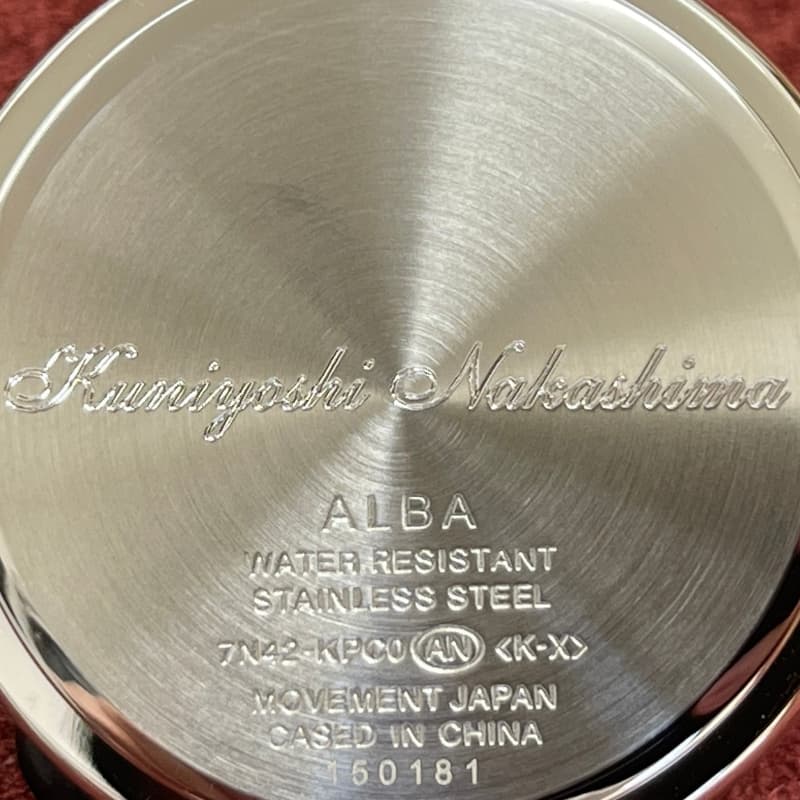 Kuniyoshi Nakashima
ALBA
WATER RESISTANT
STAINLESS STEEL
7N42-KPC0 AN <K-X>
MOVEMENT JAPAN
CASED IN CHINA
150181